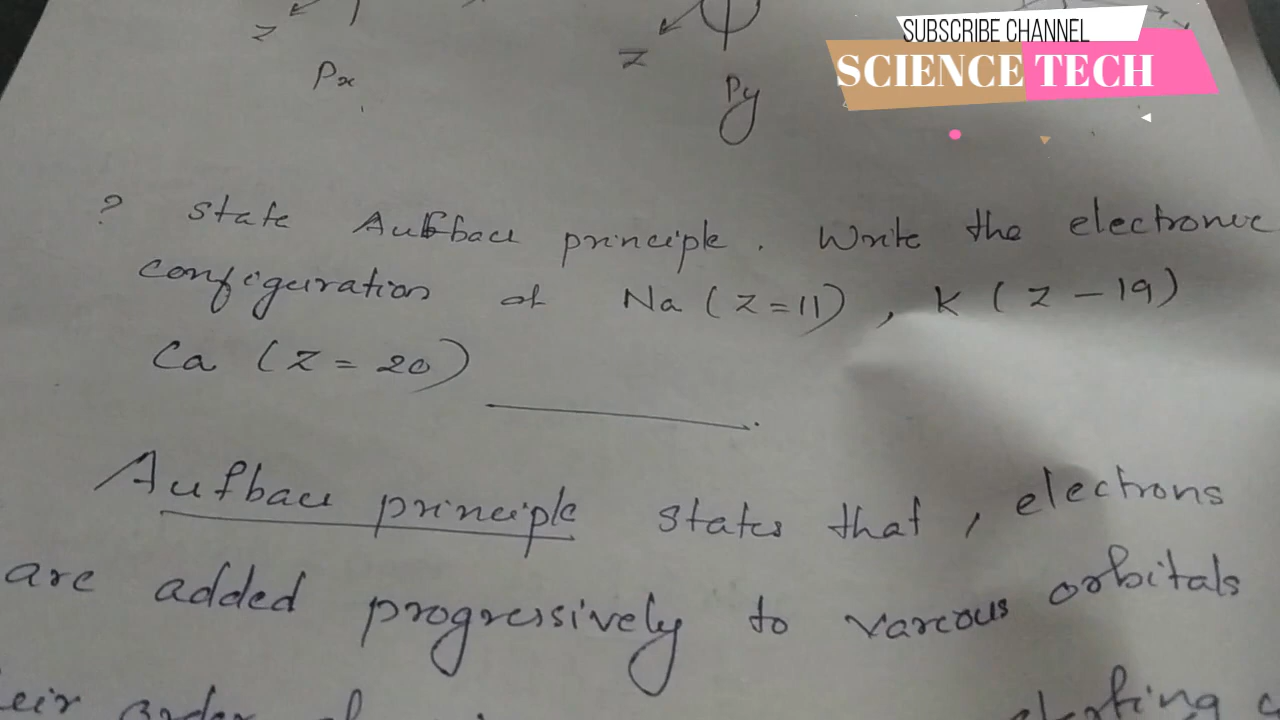 SUBSCRIBE CHANNEL
SCIENCE TECH
Z
Px
Z
Py
? state Aufbau principle. Write the electronic
configuration of Na (Z=11), K (Z-19)
Ca (Z = 20)
Aufbau principle states that, electrons
are added progressively to various orbitals
order